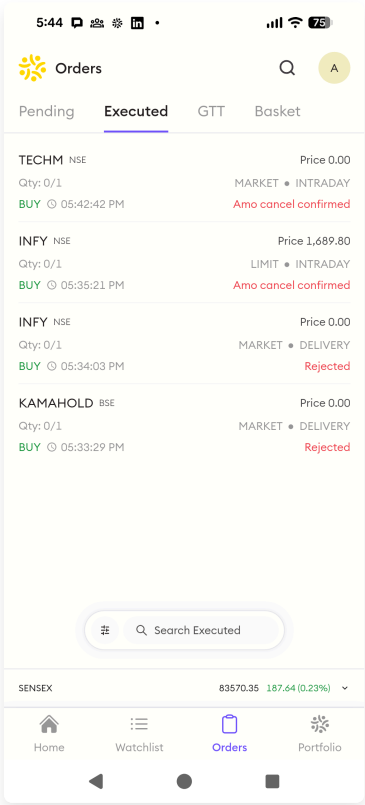 5:44
75
Orders
A
Pending Executed GTT Basket
TECHM NSE Price 0.00
Qty: 0/1 MARKET ● INTRADAY
BUY 05:42:42 PM Amo cancel confirmed
INFY NSE Price 1,689.80
Qty: 0/1 LIMIT ● INTRADAY
BUY 05:35:21 PM Amo cancel confirmed
INFY NSE Price 0.00
Qty: 0/1 MARKET ● DELIVERY
BUY 05:34:03 PM Rejected
KAMAHOLD BSE Price 0.00
Qty: 0/1 MARKET ● DELIVERY
BUY 05:33:29 PM Rejected
Search Executed
SENSEX 83570.35 187.64 (0.23%)
Home Watchlist Orders Portfolio